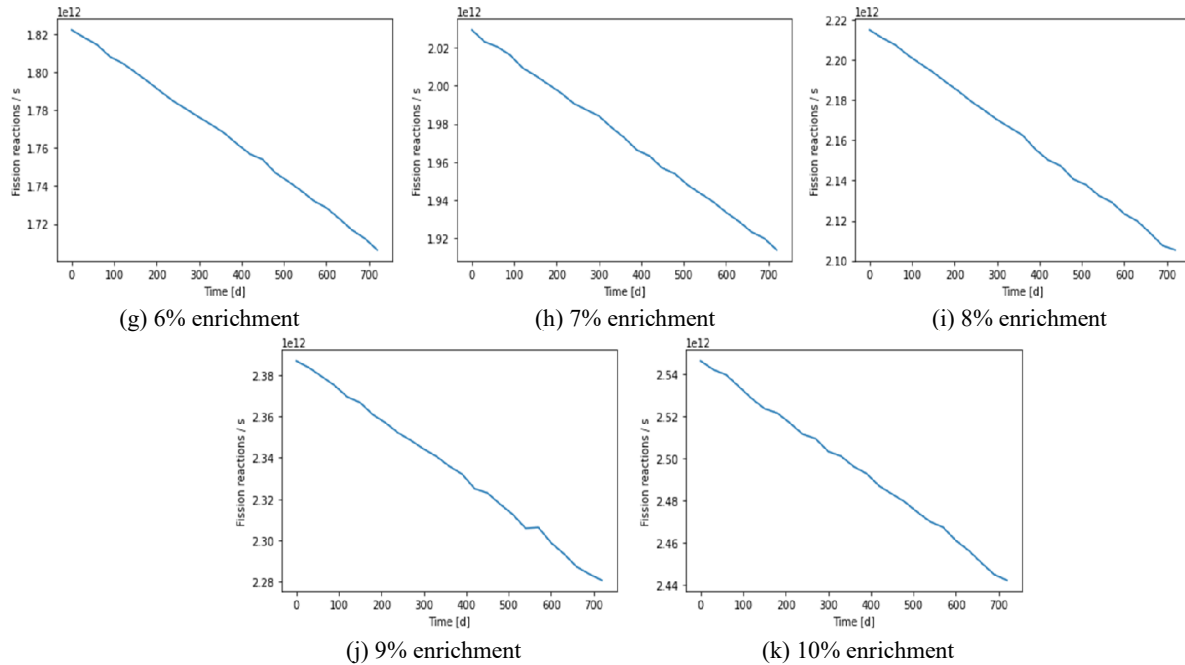 1e12
1e12
1e12
1.82
1.80
1.78
1.76
1.74
1.72
Fission reactions / s
0 100 200 300 400 500 600 700
Time [d]
2.02
2.00
1.98
1.96
1.94
1.92
Fission reactions / s
0 100 200 300 400 500 600 700
Time [d]
2.22
2.20
2.18
2.16
2.14
2.12
2.10
Fission reactions / s
0 100 200 300 400 500 600 700
Time [d]
(g) 6% enrichment
(h) 7% enrichment
(i) 8% enrichment
1e12
1e12
2.38
2.36
2.34
2.32
2.30
2.28
Fission reactions / s
0 100 200 300 400 500 600 700
Time [d]
2.54
2.52
2.50
2.48
2.46
2.44
Fission reactions / s
0 100 200 300 400 500 600 700
Time [d]
(j) 9% enrichment
(k) 10% enrichment